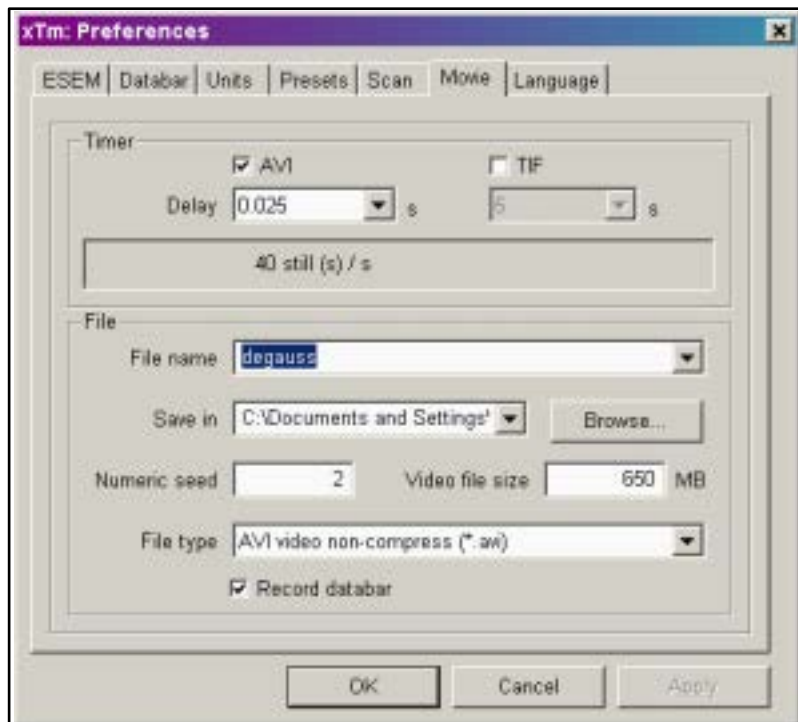 xTm: Preferences
ESEM Databar Units Presets Scan Movie Language
Timer
AVI TIF
Delay 0.025 s 6 s
40 still (s) / s
File
File name degauss
Save in C:\Documents and Settings\ Browse...
Numeric seed 2 Video file size 650 MB
File type AVI video non-compress (*.avi)
Record databar
OK Cancel Apply